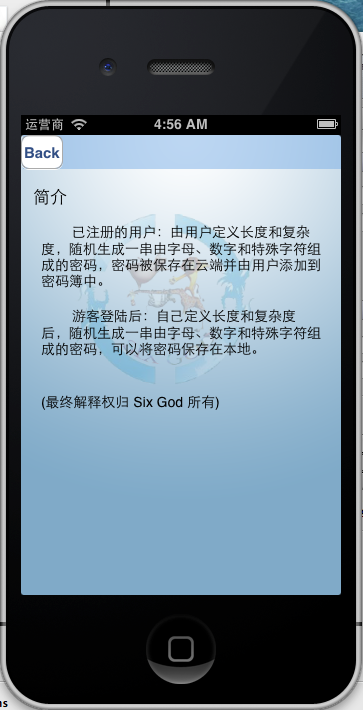 运营商
4:56 AM
Back
简介
已注册的用户：由用户定义长度和复杂
度，随机生成一串由字母、数字和特殊字符组
成的密码，密码被保存在云端并由用户添加到
密码簿中。
游客登陆后：自己定义长度和复杂度
后，随机生成一串由字母、数字和特殊字符组
成的密码，可以将密码保存在本地。
(最终解释权归 Six God 所有)